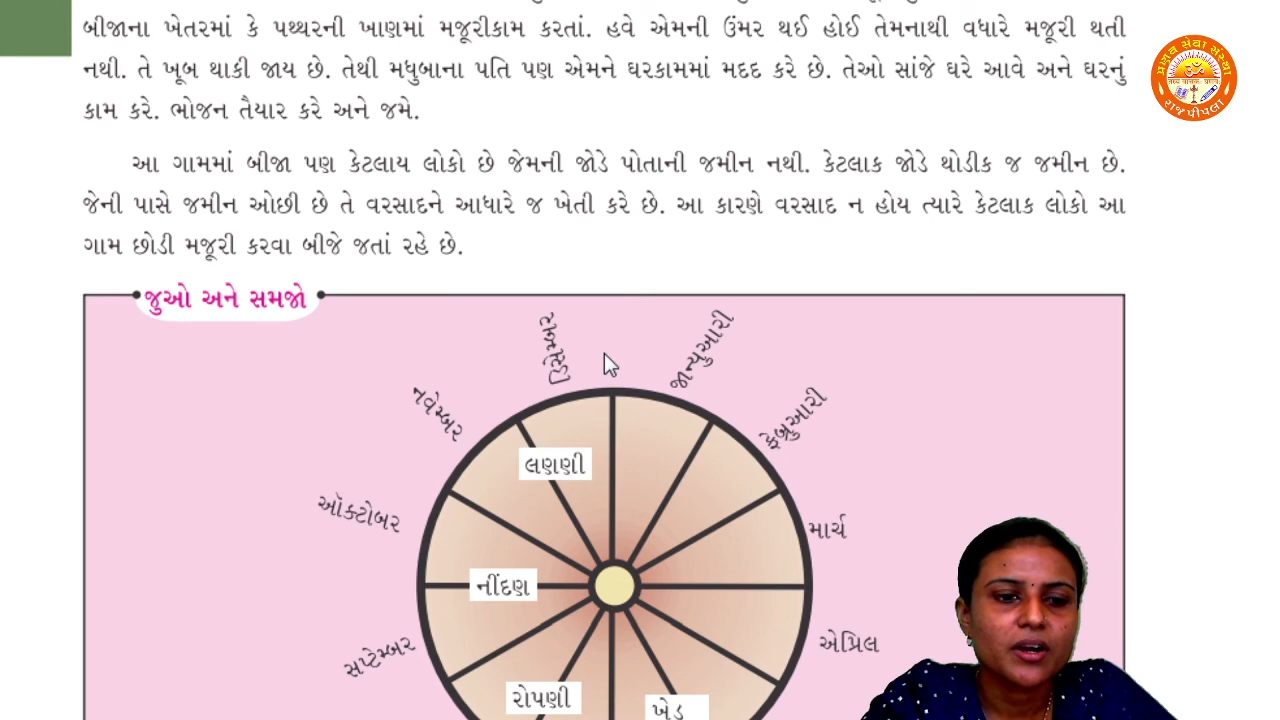 બીજાના ખેતરમાં કે પથ્થરની ખાણમાં મજૂરીકામ કરતાં. હવે એમની ઉંમર થઈ હોઈ તેમનાથી વધારે મજૂરી થતી
નથી. તે ખૂબ થાકી જાય છે. તેથી મધુબાના પતિ પણ એમને ઘરકામમાં મદદ કરે છે. તેઓ સાંજે ઘરે આવે અને ઘરનું
કામ કરે. ભોજન તૈયાર કરે અને જમે.
આ ગામમાં બીજા પણ કેટલાય લોકો છે જેમની જોડે પોતાની જમીન નથી. કેટલાક જોડે થોડીક જ જમીન છે.
જેની પાસે જમીન ઓછી છે તે વરસાદને આધારે જ ખેતી કરે છે. આ કારણે વરસાદ ન હોય ત્યારે કેટલાક લોકો આ
ગામ છોડી મજૂરી કરવા બીજે જતાં રહે છે.
જુઓ અને સમજો
ડિસેમ્બર
જાન્યુઆરી
નવેમ્બર
ફેબ્રુઆરી
લણણી
ઑક્ટોબર
માર્ચ
નીંદણ
સપ્ટેમ્બર
એપ્રિલ
રોપણી
ખેડ
પ્રણવ સેવા સંસ્થા
રાજપીપલા